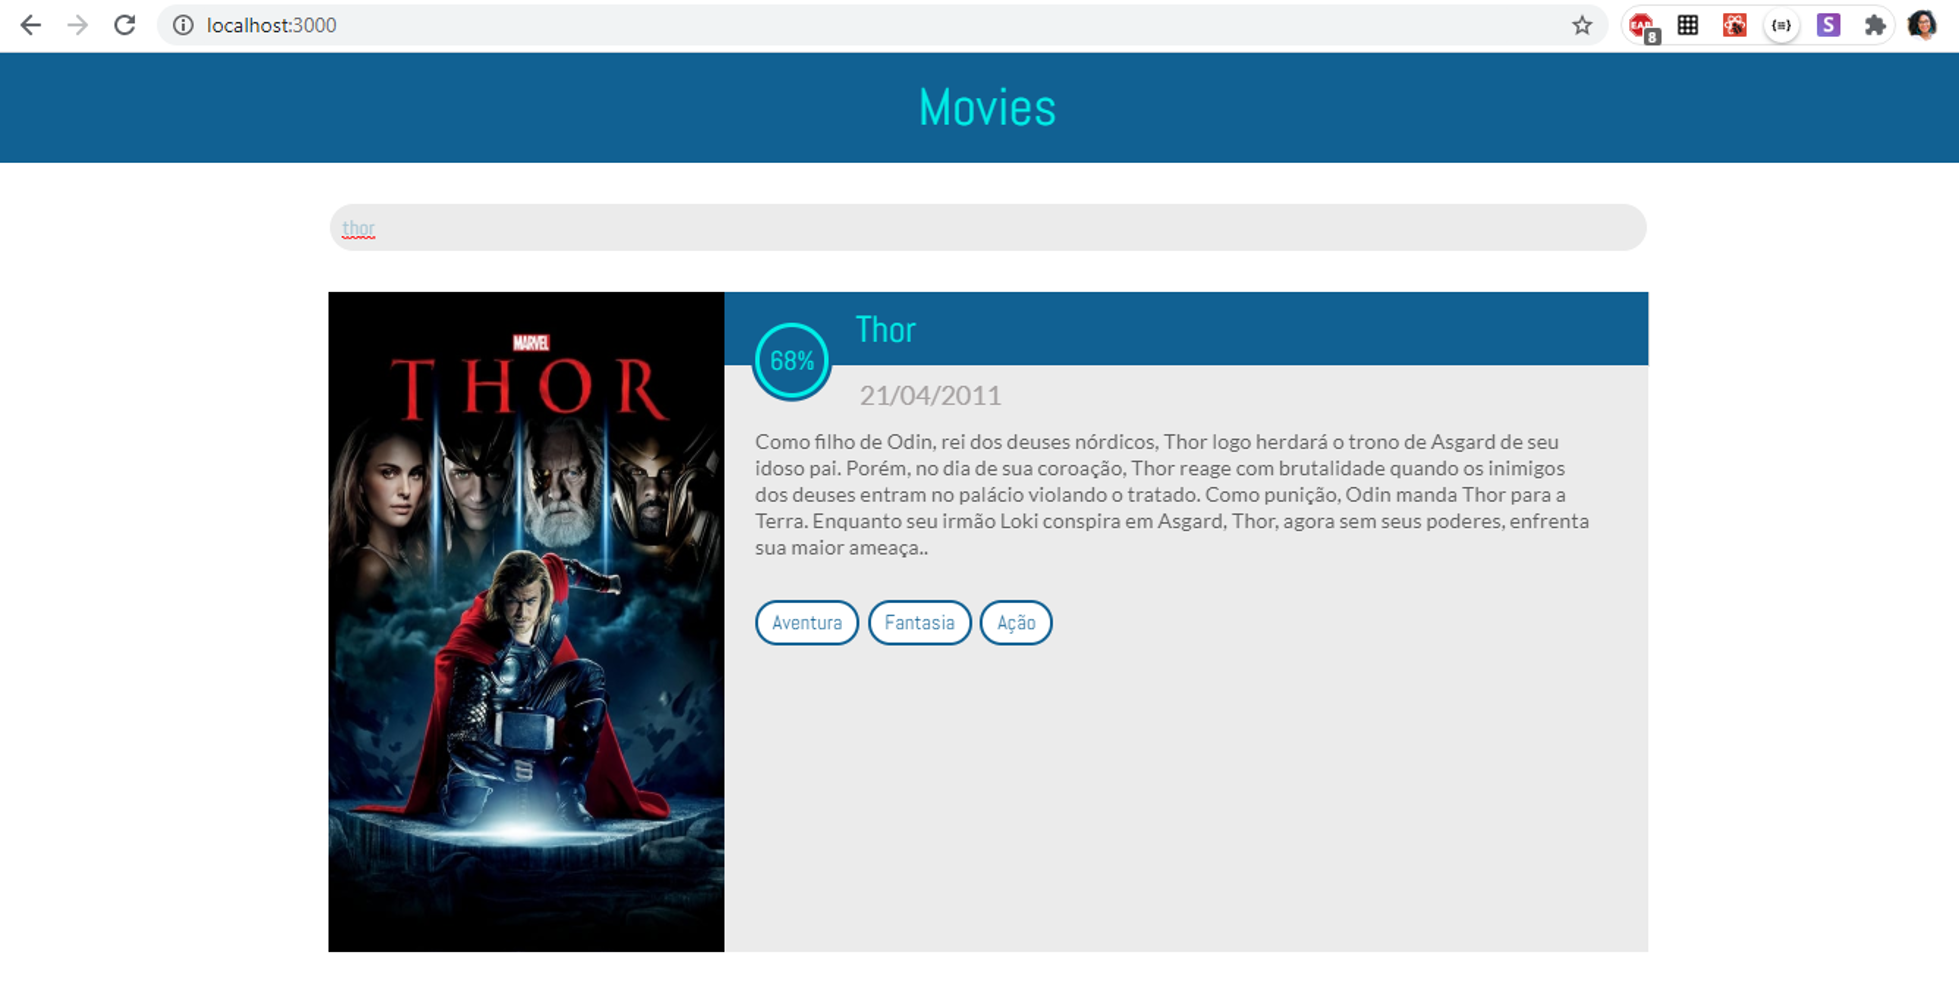 localhost:3000
EAR
8
{≡}
S
Movies
thor
MARVEL
THOR
Thor
68%
21/04/2011
Como filho de Odin, rei dos deuses nórdicos, Thor logo herdará o trono de Asgard de seu
idoso pai. Porém, no dia de sua coroação, Thor reage com brutalidade quando os inimigos
dos deuses entram no palácio violando o tratado. Como punição, Odin manda Thor para a
Terra. Enquanto seu irmão Loki conspira em Asgard, Thor, agora sem seus poderes, enfrenta
sua maior ameaça..
Aventura Fantasia Ação